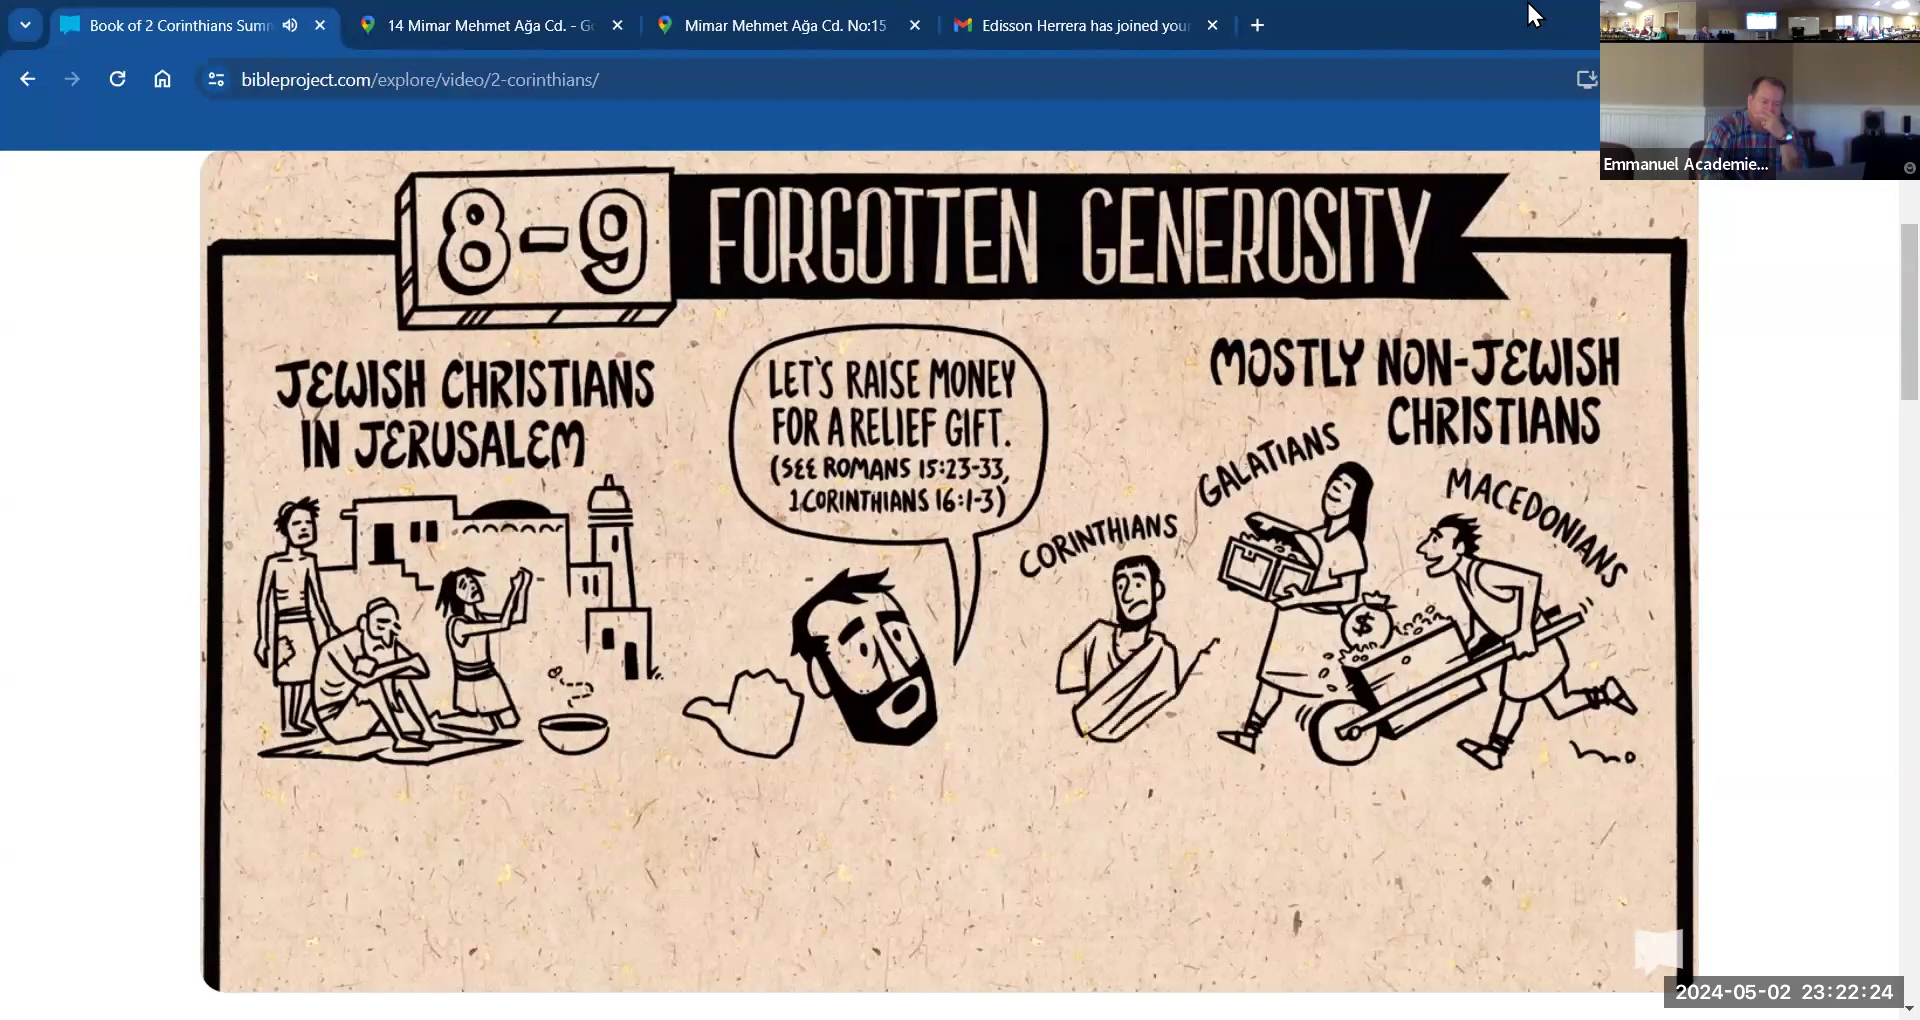 Book of 2 Corinthians Sum
14 Mimar Mehmet Ağa Cd. - G
Mimar Mehmet Ağa Cd. No:15
Edisson Herrera has joined your
bibleproject.com/explore/video/2-corinthians/
Emmanuel Academie...
8-9 FORGOTTEN GENEROSITY
JEWISH CHRISTIANS
IN JERUSALEM
LET'S RAISE MONEY
FOR A RELIEF GIFT.
(SEE ROMANS 15:23-33,
1 CORINTHIANS 16:1-3)
MOSTLY NON-JEWISH
CHRISTIANS
CORINTHIANS
GALATIANS
MACEDONIANS
$
2024-05-02 23:22:24